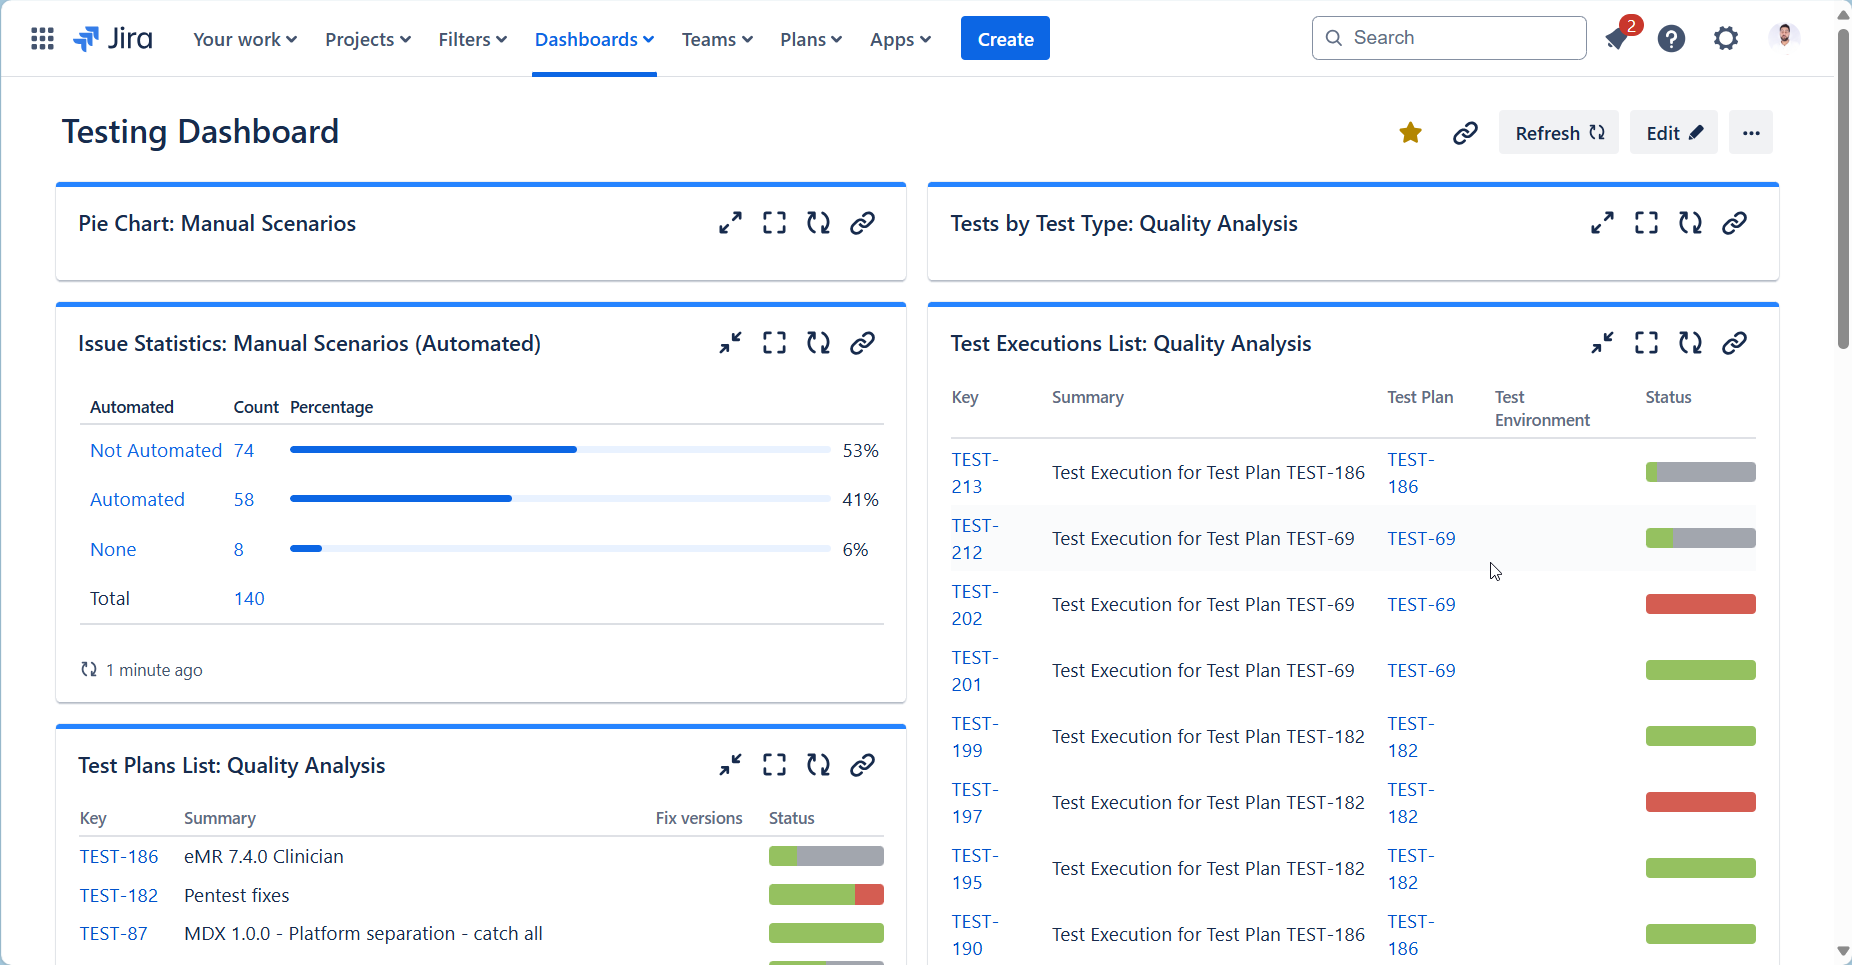 Jira
Your work
Projects
Filters
Dashboards
Teams
Plans
Apps
Create
Search
2
Testing Dashboard
Refresh
Edit
Pie Chart: Manual Scenarios
Tests by Test Type: Quality Analysis
Issue Statistics: Manual Scenarios (Automated)
Automated Count Percentage
Not Automated 74 53%
Automated 58 41%
None 8 6%
Total 140
1 minute ago
Test Plans List: Quality Analysis
Key Summary Fix versions Status
TEST-186 eMR 7.4.0 Clinician
TEST-182 Pentest fixes
TEST-87 MDX 1.0.0 - Platform separation - catch all
Test Executions List: Quality Analysis
Key Summary Test Plan Test Environment Status
TEST-213 Test Execution for Test Plan TEST-186 TEST-186
TEST-212 Test Execution for Test Plan TEST-69 TEST-69
TEST-202 Test Execution for Test Plan TEST-69 TEST-69
TEST-201 Test Execution for Test Plan TEST-69 TEST-69
TEST-199 Test Execution for Test Plan TEST-182 TEST-182
TEST-197 Test Execution for Test Plan TEST-182 TEST-182
TEST-195 Test Execution for Test Plan TEST-182 TEST-182
TEST-190 Test Execution for Test Plan TEST-186 TEST-186